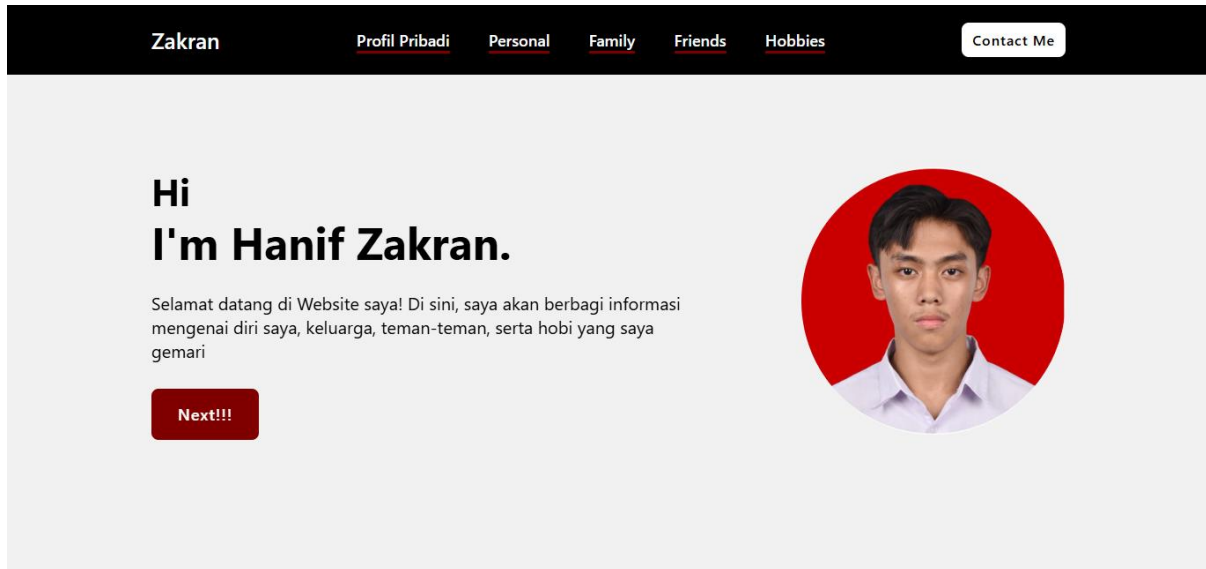 Zakran
Profil Pribadi
Personal
Family
Friends
Hobbies
Contact Me
Hi
I'm Hanif Zakran.
Selamat datang di Website saya! Di sini, saya akan berbagi informasi
mengenai diri saya, keluarga, teman-teman, serta hobi yang saya
gemari
Next!!!